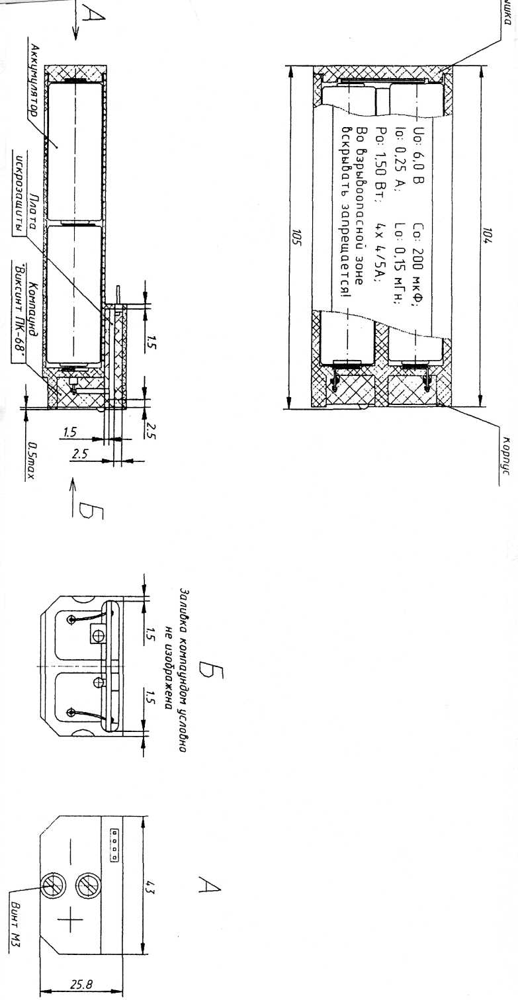 ышка
104
Uo: 6,0 В Co: 200 мкФ;
Io: 0,25 А; Lo: 0,15 мГн;
Po: 1,50 Вт; 4х 4/5А;
Во взрывоопасной зоне
вскрывать запрещается!
105
корпус
А
Аккумулятор
Плата
искрозащиты
Компаунд
"Виксинт ПК-68"
1.5
2.5
1.5
2.5
0.5max
Б
Б
Заливка компаундом условно
не изображена
1.5
1.5
А
43
25.8
Винт М3